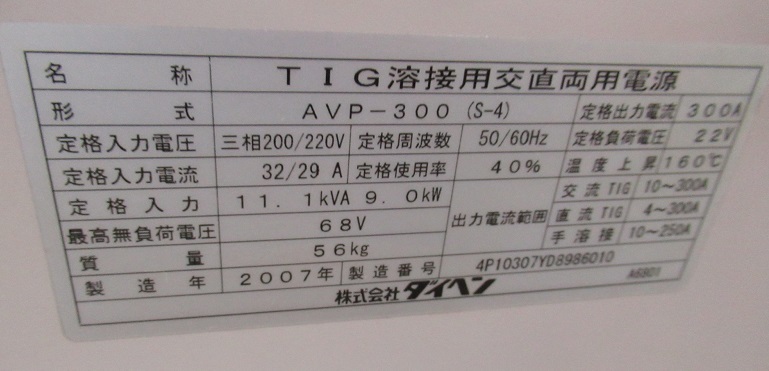 名称 TIG溶接用交直両用電源
形式 AVP-300 (S-4) 定格出力電流 300A
定格入力電圧 三相200/220V 定格周波数 50/60Hz 定格負荷電圧 22V
定格入力電流 32/29 A 定格使用率 40% 温度上昇 160℃
定格入力 11.1kVA 9.0kW 出力電流範囲 交流TIG 10~300A
最高無負荷電圧 68V 直流TIG 4~300A
質量 56kg 手溶接 10~250A
製造年 2007年 製造番号 4P10307YD8986010
株式会社ダイヘン A6801